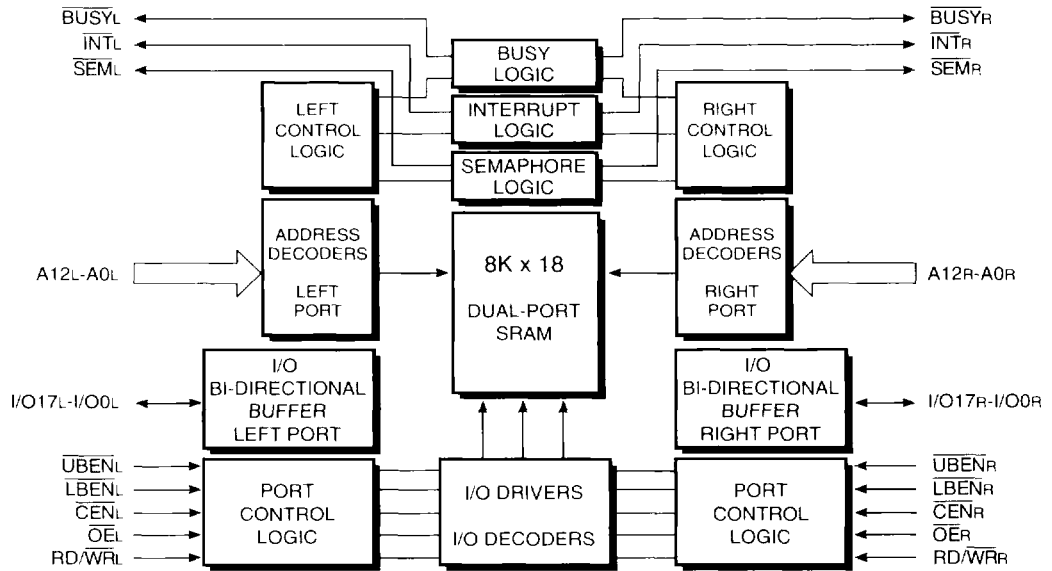 BUSYL
INTL
SEML
BUSY
LOGIC
INTERRUPT
LOGIC
SEMAPHORE
LOGIC
BUSYR
INTR
SEMR
LEFT
CONTROL
LOGIC
RIGHT
CONTROL
LOGIC
A12L-A0L
ADDRESS
DECODERS
LEFT
PORT
8K x 18
DUAL-PORT
SRAM
ADDRESS
DECODERS
RIGHT
PORT
A12R-A0R
I/O17L-I/O0L
I/O
BI-DIRECTIONAL
BUFFER
LEFT PORT
I/O
BI-DIRECTIONAL
BUFFER
RIGHT PORT
I/O17R-I/O0R
UBENL
LBENL
CENL
OEL
RD/WRL
PORT
CONTROL
LOGIC
I/O DRIVERS
I/O DECODERS
PORT
CONTROL
LOGIC
UBENR
LBENR
CENR
OER
RD/WRR